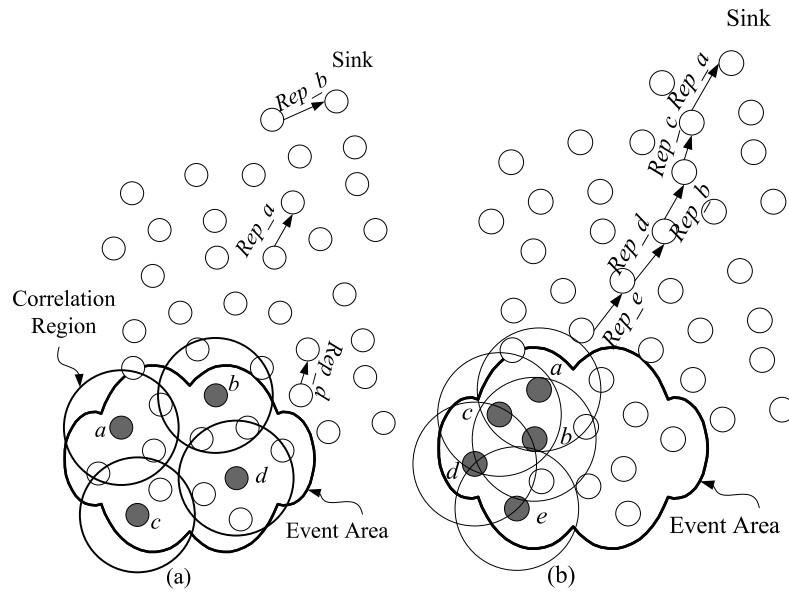 Sink
Rep_b
Rep_a
Rep_d
Correlation
Region
a
b
c
d
Event Area
(a)
Sink
Rep_a
Rep_c
Rep_b
Rep_d
Rep_e
a
c
b
d
e
Event Area
(b)